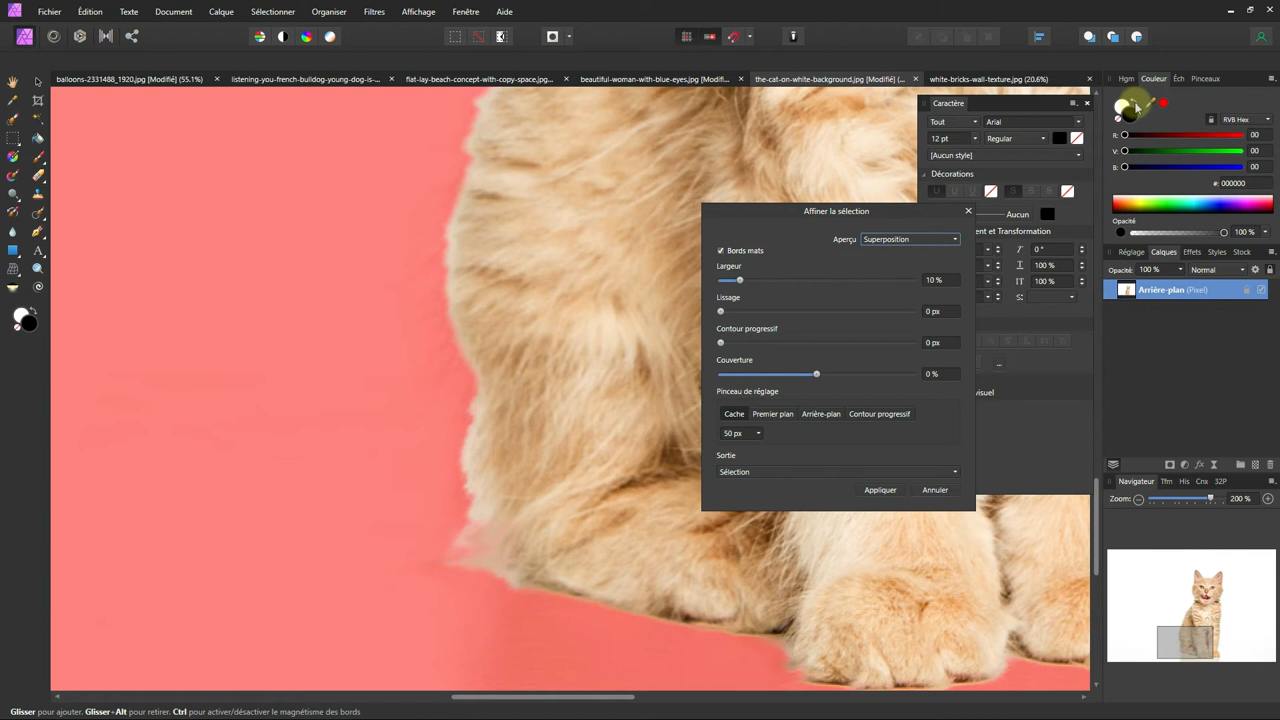 Fichier Édition Texte Document Calque Sélectionner Organiser Filtres Affichage Fenêtre Aide
balloons-2331488_1920.jpg [Modifié] (55.1%) × listening-you-french-bulldog-young-dog-is-... × flat-lay-beach-concept-with-copy-space.jpg... × beautiful-woman-with-blue-eyes.jpg [Modifi... × the-cat-on-white-background.jpg [Modifié] ... × white-bricks-wall-texture.jpg (20.6%) ×
Hgm Couleur Éch Pinceaux
RVB Hex
R: 00
V: 00
B: 00
#: 000000
Opacité
100 %
Réglage Calques Effets Styles Stock
Opacité: 100 % Normal
Arrière-plan (Pixel)
Navigateur Tfm His Cnx 32P
Zoom: 200 %
Caractère
Tout Arial
12 pt Regular
[Aucun style]
Décorations
U U U S S S
Aucun
ent et Transformation
0 °
100 %
100 %
S:
...
isuel
Affiner la sélection
Aperçu Superposition
Bords mats
Largeur
10 %
Lissage
0 px
Contour progressif
0 px
Couverture
0 %
Pinceau de réglage
Cache Premier plan Arrière-plan Contour progressif
50 px
Sortie
Sélection
Appliquer Annuler
Glisser pour ajouter. Glisser+Alt pour retirer. Ctrl pour activer/désactiver le magnétisme des bords